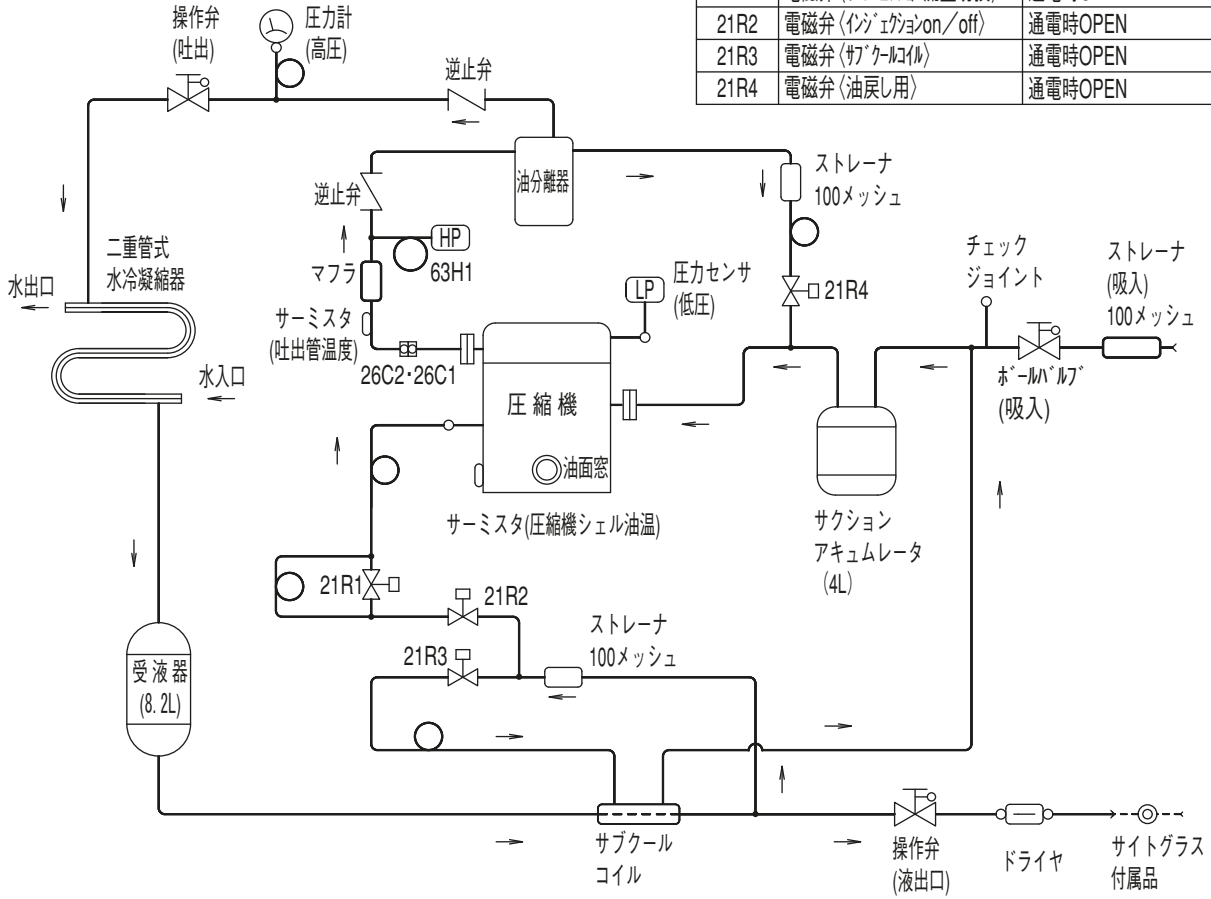 操作弁
(吐出)
圧力計
(高圧)
逆止弁
21R2 電磁弁〈インジェクションon/off〉 通電時OPEN
21R3 電磁弁〈サブクールコイル〉 通電時OPEN
21R4 電磁弁〈油戻し用〉 通電時OPEN
油分離器
ストレーナ
100メッシュ
逆止弁
HP
63H1
マフラ
二重管式
水冷凝縮器
水出口
水入口
サーミスタ
(吐出管温度)
26C2・26C1
LP
圧力センサ
(低圧)
21R4
チェック
ジョイント
ストレーナ
(吸入)
100メッシュ
ボールバルブ
(吸入)
圧縮機
油面窓
サーミスタ(圧縮機シェル油温)
サクション
アキュムレータ
(4L)
21R1
21R2
21R3
ストレーナ
100メッシュ
受液器
(8.2L)
サブクール
コイル
操作弁
(液出口)
ドライヤ
サイトグラス
付属品